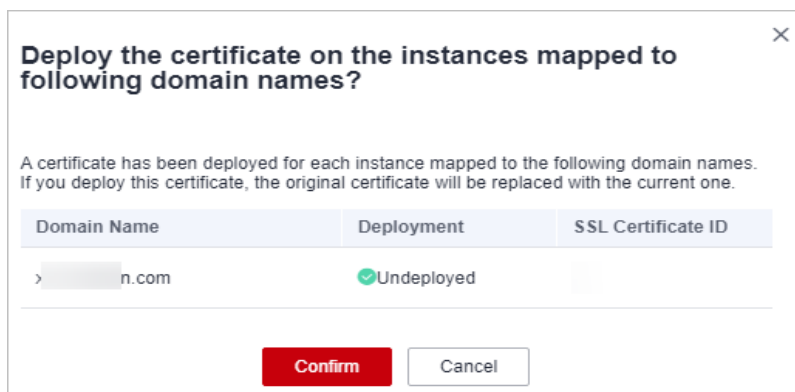 Deploy the certificate on the instances mapped to
following domain names?
A certificate has been deployed for each instance mapped to the following domain names.
If you deploy this certificate, the original certificate will be replaced with the current one.
Domain Name Deployment SSL Certificate ID
n.com Undeployed
Confirm Cancel